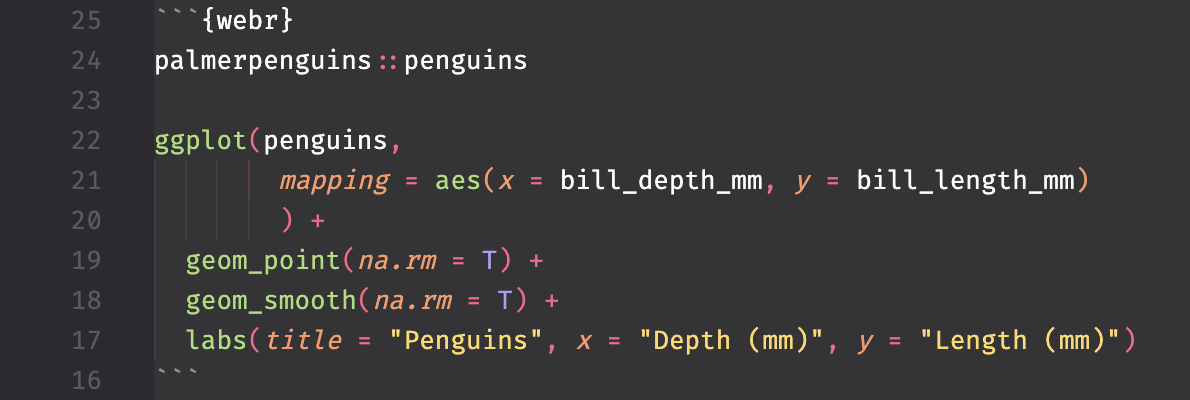 25 ```{webr}
24 palmerpenguins::penguins
23
22 ggplot(penguins,
21         mapping = aes(x = bill_depth_mm, y = bill_length_mm)
20         ) +
19   geom_point(na.rm = T) +
18   geom_smooth(na.rm = T) +
17   labs(title = "Penguins", x = "Depth (mm)", y = "Length (mm)")
16 ```